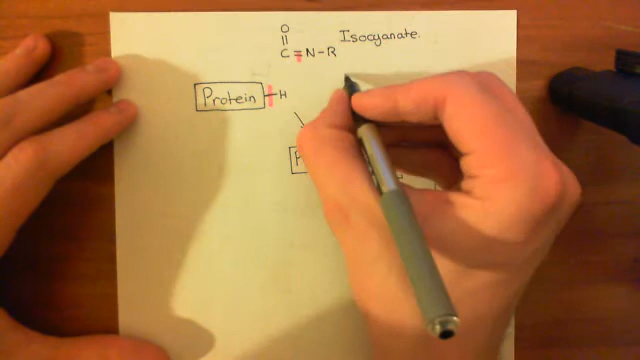 O
C=N-R Isocyanate.
Protein-H